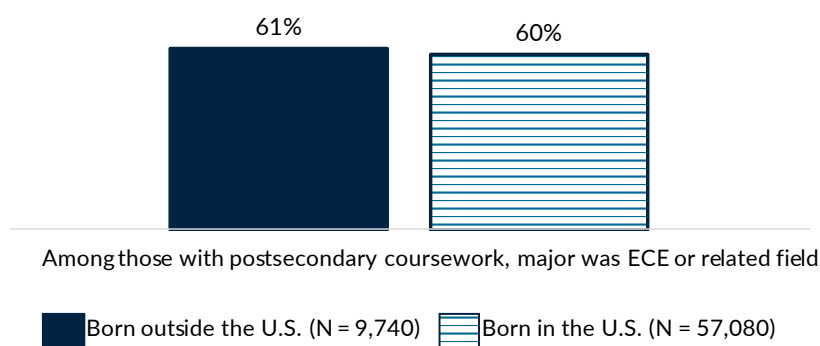 61%
60%
Among those with postsecondary coursework, major was ECE or related field
Born outside the U.S. (N = 9,740)
Born in the U.S. (N = 57,080)